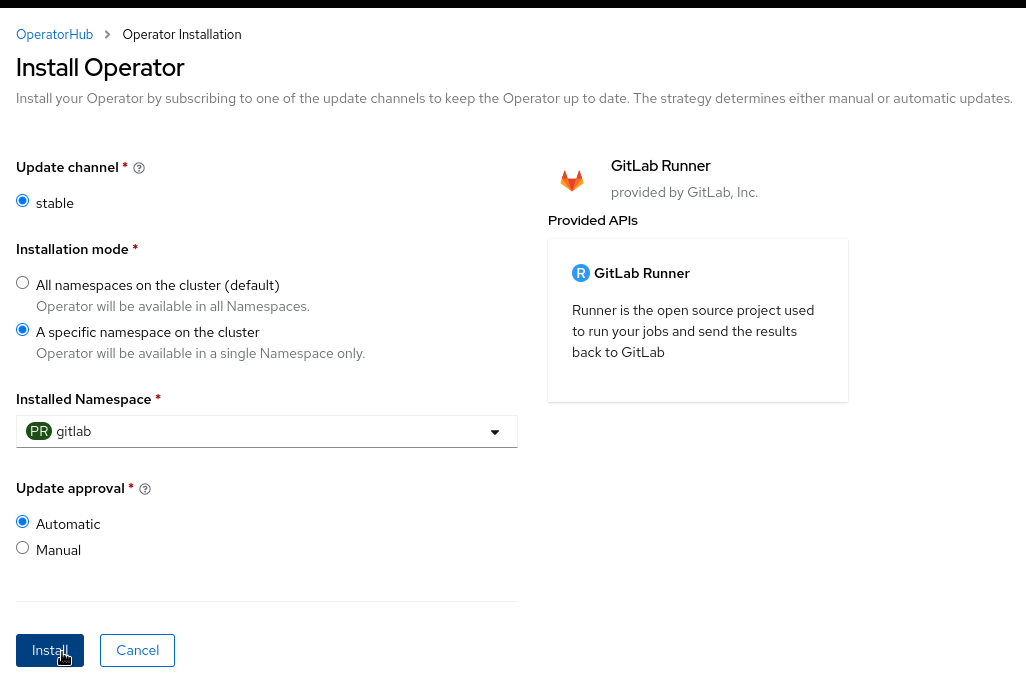 OperatorHub > Operator Installation
Install Operator
Install your Operator by subscribing to one of the update channels to keep the Operator up to date. The strategy determines either manual or automatic updates.
Update channel *
stable
Installation mode *
All namespaces on the cluster (default)
Operator will be available in all Namespaces.
A specific namespace on the cluster
Operator will be available in a single Namespace only.
Installed Namespace *
PR gitlab
Update approval *
Automatic
Manual
Install Cancel
GitLab Runner
provided by GitLab, Inc.
Provided APIs
R GitLab Runner
Runner is the open source project used
to run your jobs and send the results
back to GitLab